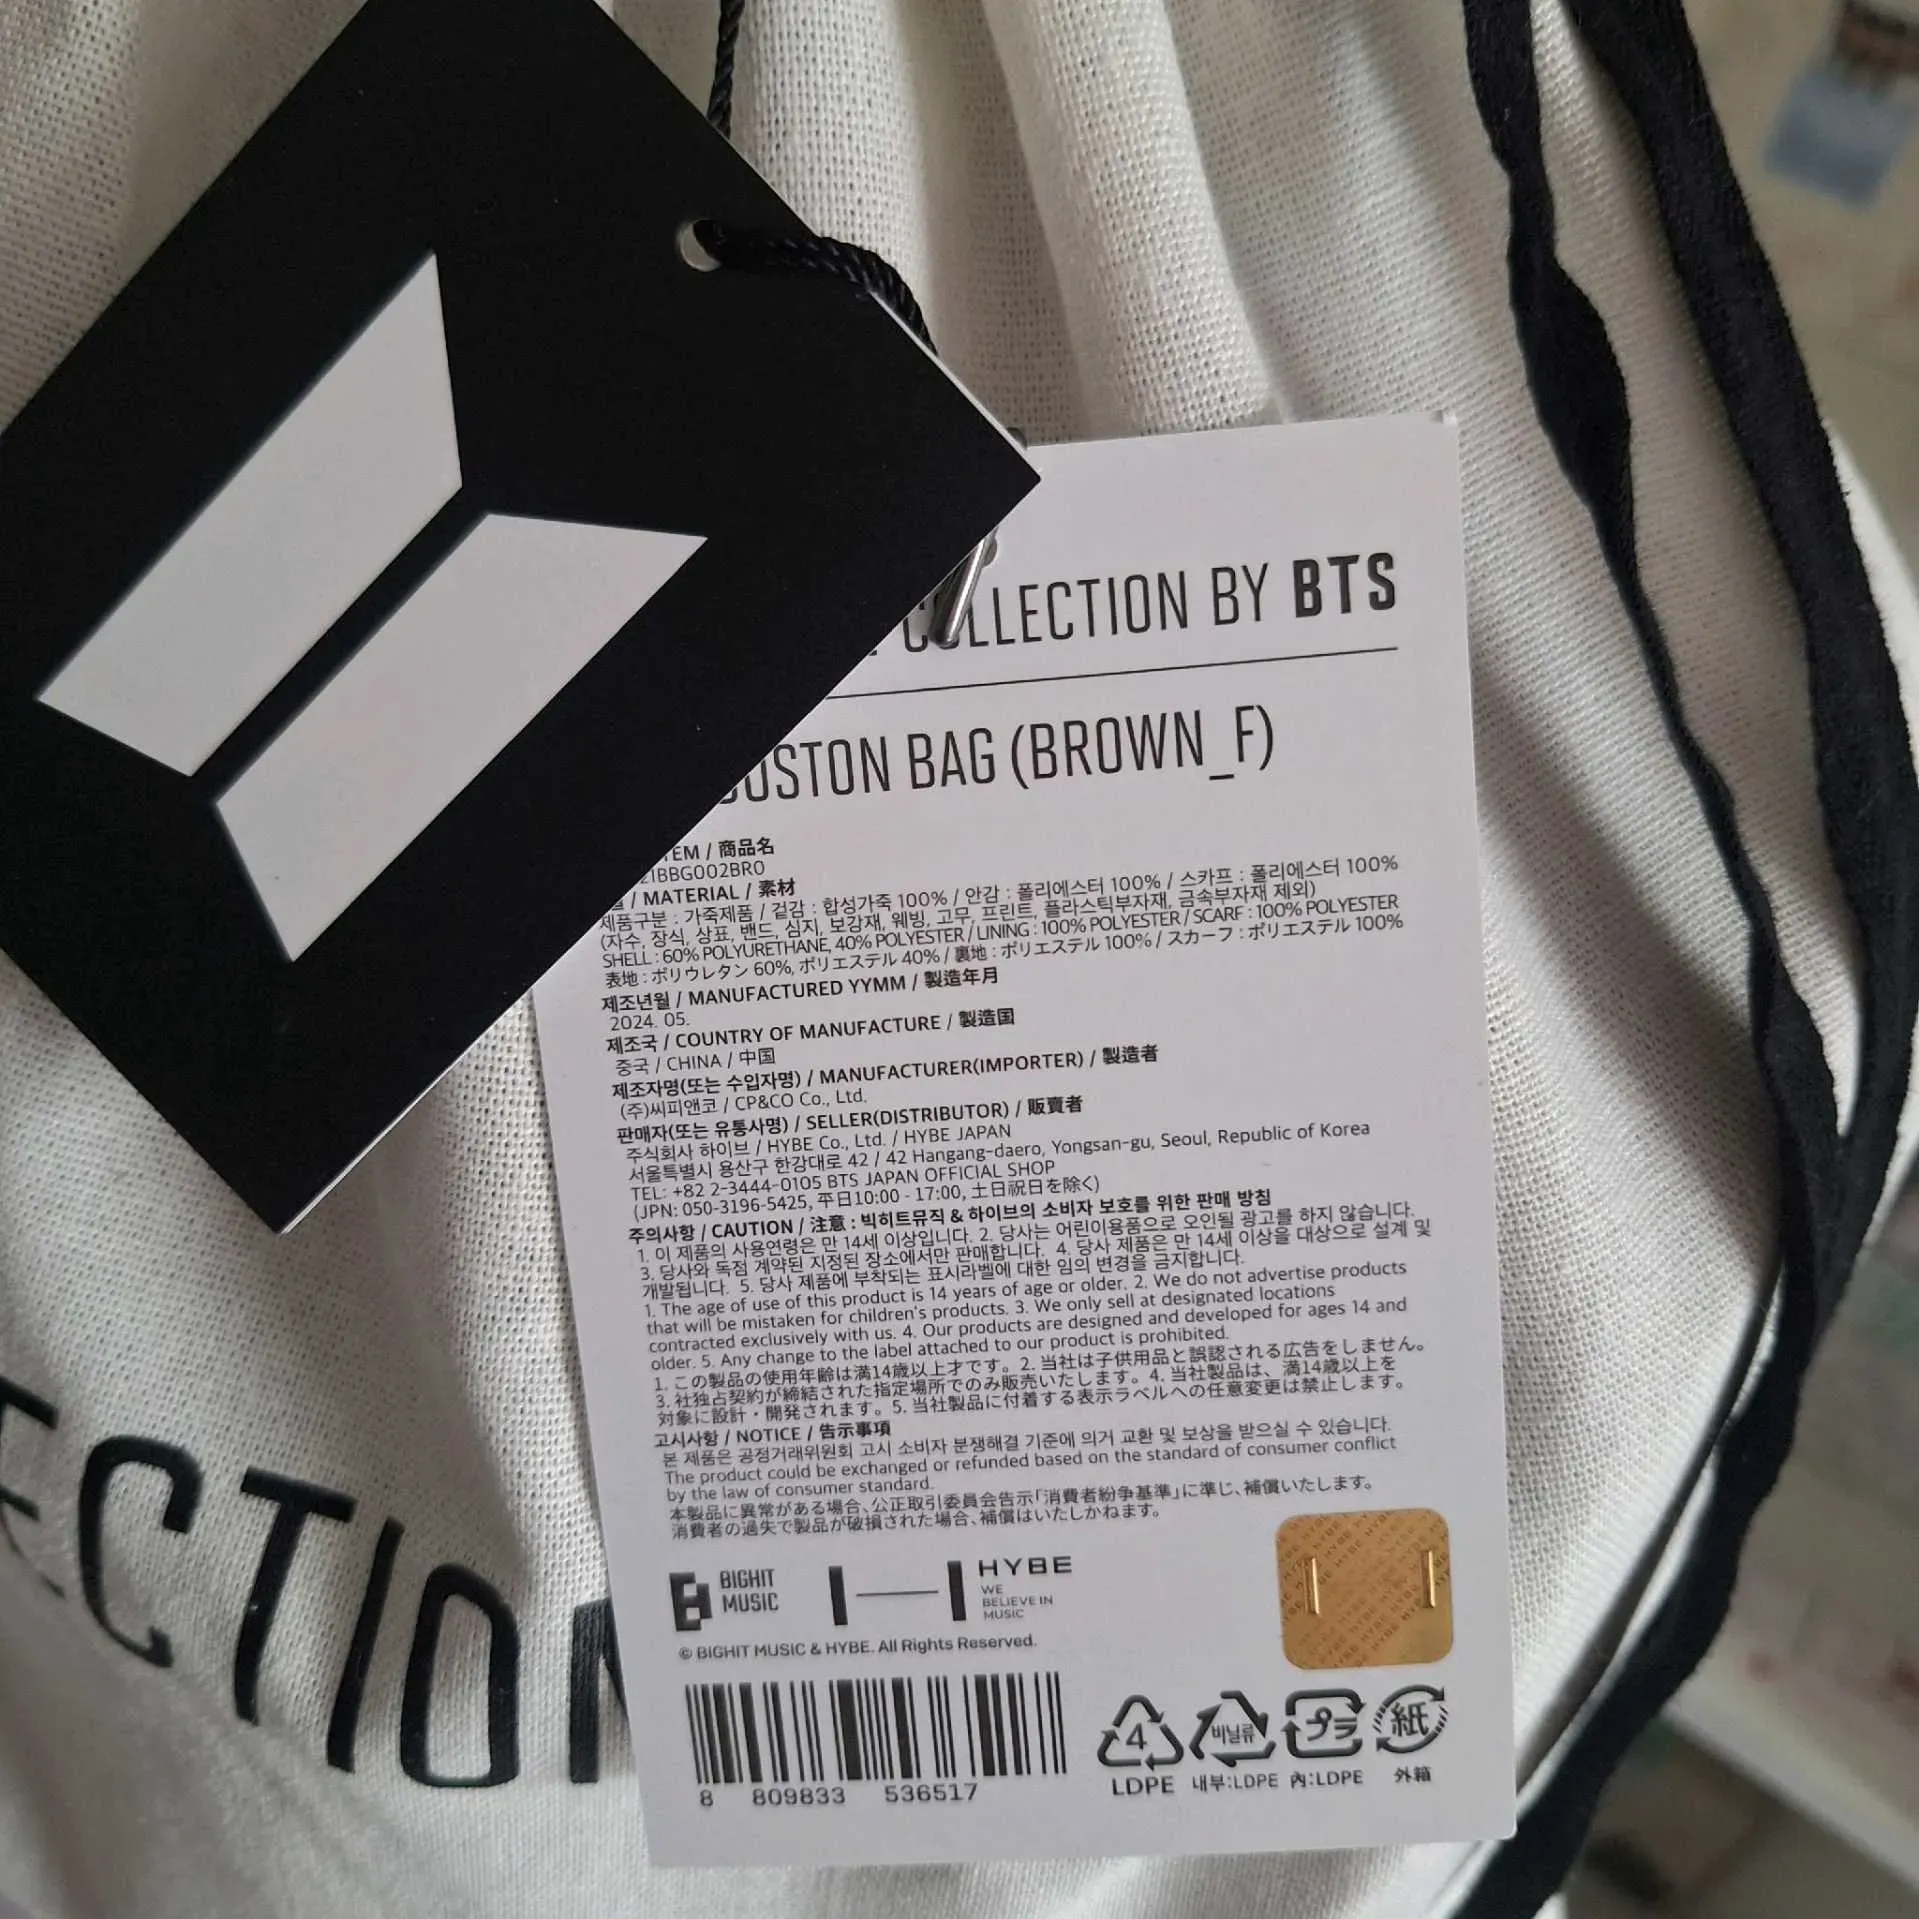 COLLECTION BY BTS
BOSTON BAG (BROWN_F)
ITEM / 商品名
21BBG002BR0
/ MATERIAL / 素材
제품구분 : 가죽제품 / 겉감 : 합성가죽 100% / 안감 : 폴리에스터 100% / 스카프 : 폴리에스터 100%
(자수, 장식, 상표, 밴드, 심지, 보강재, 웨빙, 고무, 프린트, 플라스틱부자재, 금속부자재 제외)
SHELL : 60% POLYURETHANE, 40% POLYESTER / LINING : 100% POLYESTER / SCARF : 100% POLYESTER
表地 : ポリウレタン 60%, ポリエステル 40% / 裏地 : ポリエステル 100% / スカーフ : ポリエステル 100%
제조년월 / MANUFACTURED YYMM / 製造年月
2024. 05.
제조국 / COUNTRY OF MANUFACTURE / 製造国
중국 / CHINA / 中国
제조자명(또는 수입자명) / MANUFACTURER(IMPORTER) / 製造者
(주)씨피앤코 / CP&CO Co., Ltd.
판매자(또는 유통사명) / SELLER(DISTRIBUTOR) / 販賣者
주식회사 하이브 / HYBE Co., Ltd. / HYBE JAPAN
서울특별시 용산구 한강대로 42 / 42 Hangang-daero, Yongsan-gu, Seoul, Republic of Korea
TEL: +82 2-3444-0105 BTS JAPAN OFFICIAL SHOP
(JPN: 050-3196-5425, 平日10:00 - 17:00, 土日祝日を除く)
주의사항 / CAUTION / 注意 : 빅히트뮤직 & 하이브의 소비자 보호를 위한 판매 방침
1. 이 제품의 사용연령은 만 14세 이상입니다. 2. 당사는 어린이용품으로 오인될 광고를 하지 않습니다.
3. 당사와 독점 계약된 지정된 장소에서만 판매합니다. 4. 당사 제품은 만 14세 이상을 대상으로 설계 및
개발됩니다. 5. 당사 제품에 부착되는 표시라벨에 대한 임의 변경을 금지합니다.
1. The age of use of this product is 14 years of age or older. 2. We do not advertise products
that will be mistaken for children's products. 3. We only sell at designated locations
contracted exclusively with us. 4. Our products are designed and developed for ages 14 and
older. 5. Any change to the label attached to our product is prohibited.
1. この製品の使用年齢は満14歳以上才です。2. 当社は子供用品と誤認される広告をしません。
3. 社独占契約が締結された指定場所でのみ販売いたします。4. 当社製品は、満14歳以上を
対象に設計・開発されます。5. 当社製品に付着する表示ラベルへの任意変更は禁止します。
고시사항 / NOTICE / 告示事項
본 제품은 공정거래위원회 고시 소비자 분쟁해결 기준에 의거 교환 및 보상을 받으실 수 있습니다.
The product could be exchanged or refunded based on the standard of consumer conflict
by the law of consumer standard.
本製品に異常がある場合、公正取引委員会告示「消費者紛争基準」に準じ、補償いたします。
消費者の過失で製品が破損された場合、補償はいたしかねます。
BIGHIT
MUSIC
HYBE
WE
BELIEVE IN
MUSIC
© BIGHIT MUSIC & HYBE. All Rights Reserved.
8 809833 536517
4
LDPE
비닐류
내부:LDPE
プラ
内:LDPE
紙
外箱
ECTION